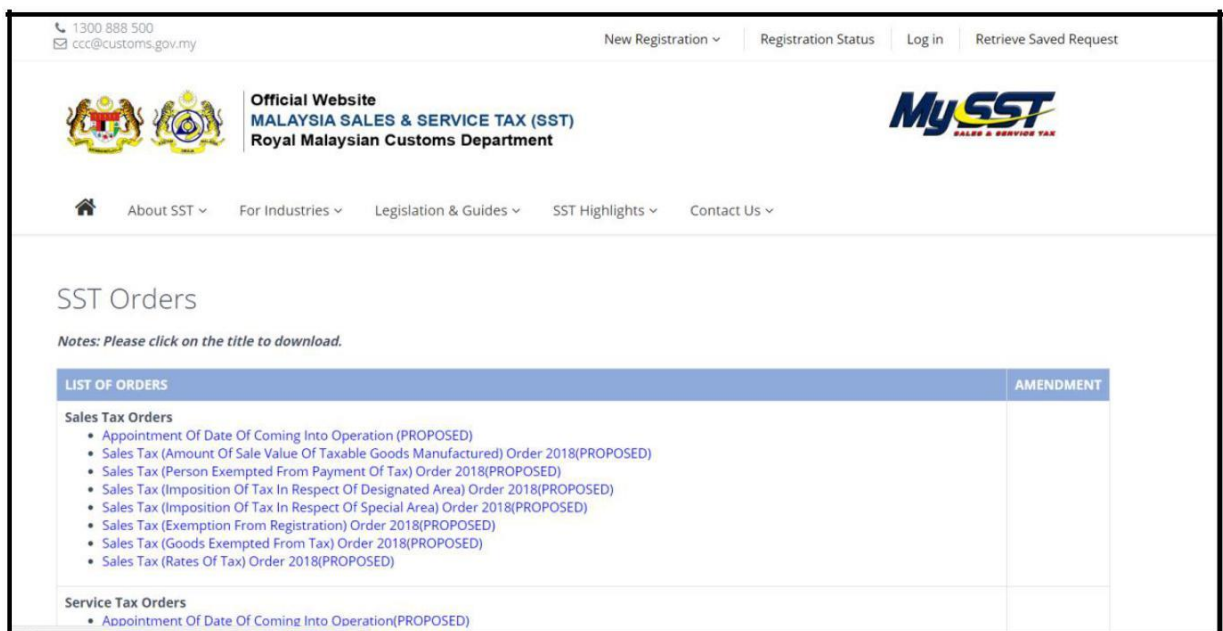 1300 888 500
ccc@customs.gov.my
New Registration
Registration Status
Log in
Retrieve Saved Request
Official Website
MALAYSIA SALES & SERVICE TAX (SST)
Royal Malaysian Customs Department
MySST
SALES & SERVICE TAX
About SST
For Industries
Legislation & Guides
SST Highlights
Contact Us
SST Orders
Notes: Please click on the title to download.
LIST OF ORDERS
AMENDMENT
Sales Tax Orders
Appointment Of Date Of Coming Into Operation (PROPOSED)
Sales Tax (Amount Of Sale Value Of Taxable Goods Manufactured) Order 2018(PROPOSED)
Sales Tax (Person Exempted From Payment Of Tax) Order 2018(PROPOSED)
Sales Tax (Imposition Of Tax In Respect Of Designated Area) Order 2018(PROPOSED)
Sales Tax (Imposition Of Tax In Respect Of Special Area) Order 2018(PROPOSED)
Sales Tax (Exemption From Registration) Order 2018(PROPOSED)
Sales Tax (Goods Exempted From Tax) Order 2018(PROPOSED)
Sales Tax (Rates Of Tax) Order 2018(PROPOSED)
Service Tax Orders
Appointment Of Date Of Coming Into Operation(PROPOSED)